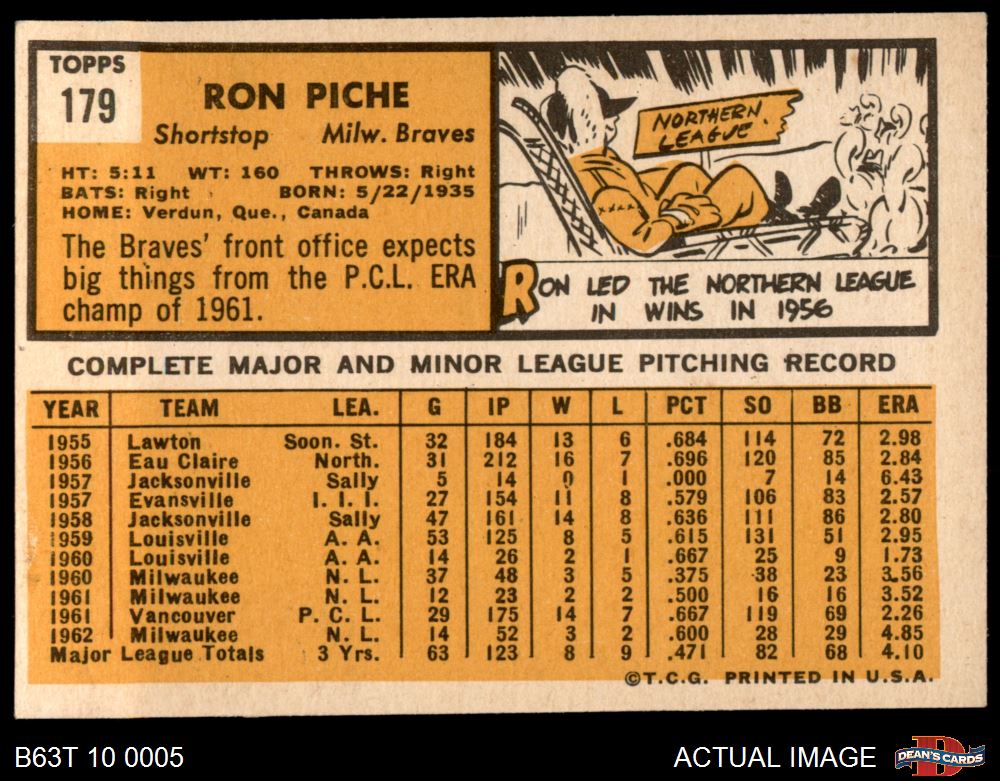 TOPPS
179
RON PICHE
Shortstop Milw. Braves
HT: 5:11 WT: 160 THROWS: Right
BATS: Right BORN: 5/22/1935
HOME: Verdun, Que., Canada
The Braves' front office expects
big things from the P.C.L. ERA
champ of 1961.
NORTHERN.
LEAGUE
RON LED THE NORTHERN LEAGUE
IN WINS IN 1956
COMPLETE MAJOR AND MINOR LEAGUE PITCHING RECORD
YEAR TEAM LEA. G IP W L PCT SO BB ERA
1955 Lawton Soon. St. 32 184 13 6 .684 114 72 2.98
1956 Eau Claire North. 31 212 16 7 .696 120 85 2.84
1957 Jacksonville Sally 5 14 0 1 .000 7 14 6.43
1957 Evansville I. I. I. 27 154 11 8 .579 106 83 2.57
1958 Jacksonville Sally 47 161 14 8 .636 111 86 2.80
1959 Louisville A. A. 53 125 8 5 .615 131 51 2.95
1960 Louisville A. A. 14 26 2 1 .667 25 9 1.73
1960 Milwaukee N. L. 37 48 3 5 .375 38 23 3.56
1961 Milwaukee N. L. 12 23 2 2 .500 16 16 3.52
1961 Vancouver P. C. L. 29 175 14 7 .667 119 69 2.26
1962 Milwaukee N. L. 14 52 3 2 .600 28 29 4.85
Major League Totals 3 Yrs. 63 123 8 9 .471 82 68 4.10
©T.C.G. PRINTED IN U.S.A.
B63T 10 0005 ACTUAL IMAGE
DEAN'S CARDS